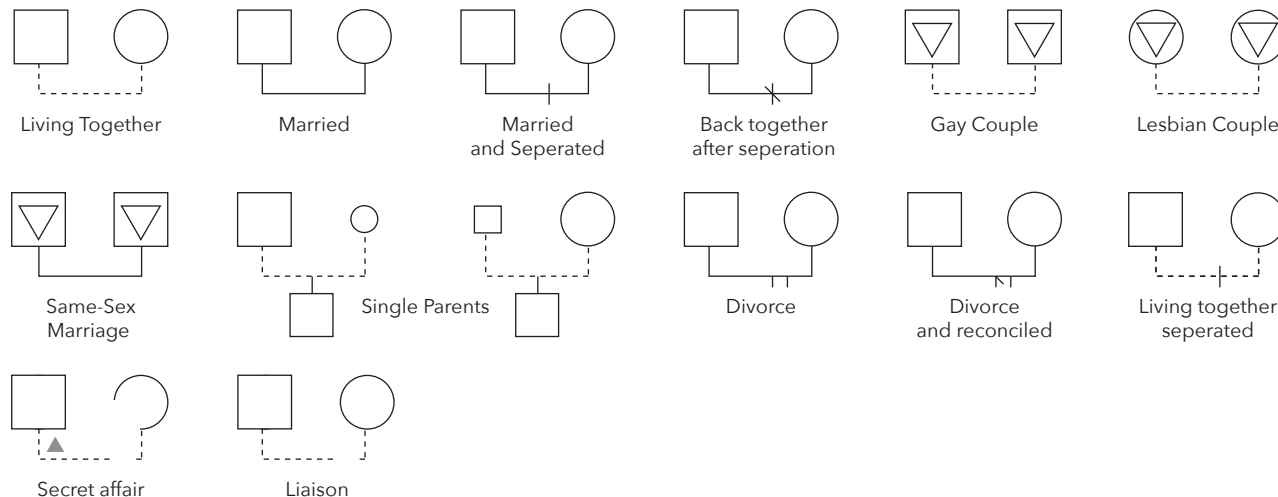 Living Together
Married
Married
and Seperated
Back together
after seperation
Gay Couple
Lesbian Couple
Same-Sex
Marriage
Single Parents
Divorce
Divorce
and reconciled
Living together
seperated
Secret affair
Liaison